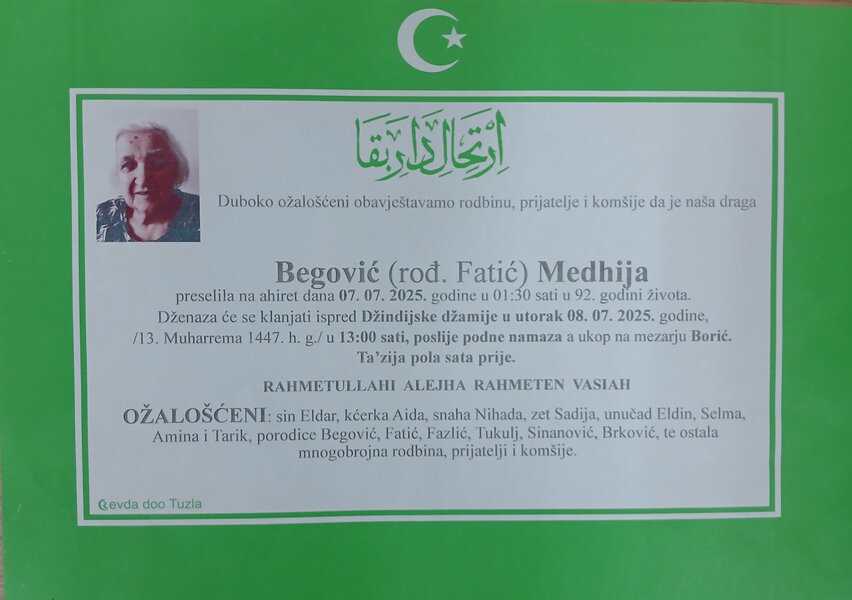 اِرْتِحَالِ دَارِ بَقَا
Duboko ožalošćeni obavještavamo rodbinu, prijatelje i komšije da je naša draga
Begović (rođ. Fatić) Medhija
preselila na ahiret dana 07. 07. 2025. godine u 01:30 sati u 92. godini života.
Dženaza će se klanjati ispred Džindijske džamije u utorak 08. 07. 2025. godine,
/13. Muharrema 1447. h. g./ u 13:00 sati, poslije podne namaza a ukop na mezarju Borić.
Ta’zija pola sata prije.
RAHMETULLAHI ALEJHA RAHMETEN VASIAH
OŽALOŠĆENI: sin Eldar, kćerka Aida, snaha Nihada, zet Sadija, unučad Eldin, Selma,
Amina i Tarik, porodice Begović, Fatić, Fazlić, Tukulj, Sinanović, Brković, te ostala
mnogobrojna rodbina, prijatelji i komšije.
evda doo Tuzla